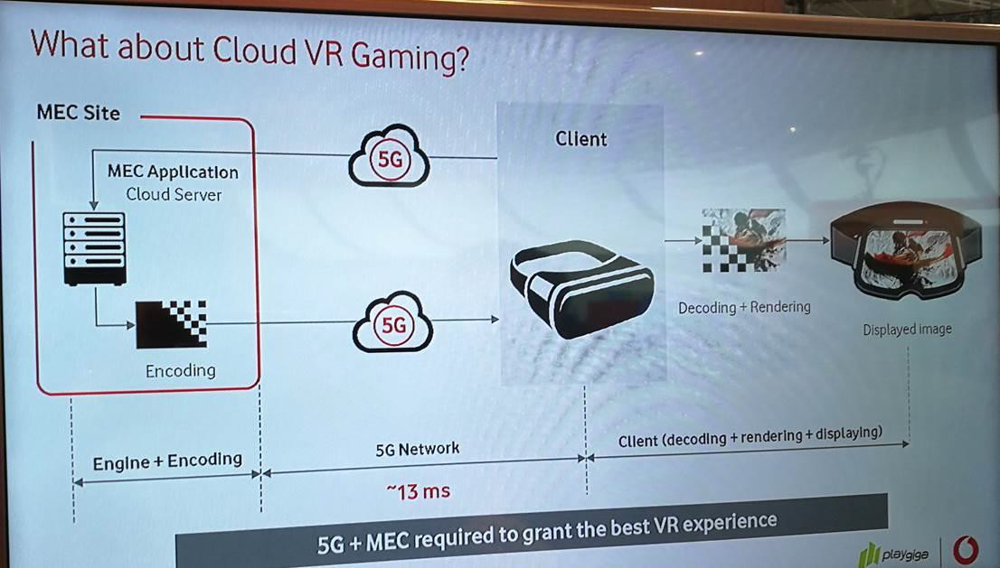 What about Cloud VR Gaming?
MEC Site
5G
Client
MEC Application
Cloud Server
5G
Decoding + Rendering
Displayed image
Encoding
Engine + Encoding
5G Network
Client (decoding + rendering + displaying)
~13 ms
5G + MEC required to grant the best VR experience
playgiga